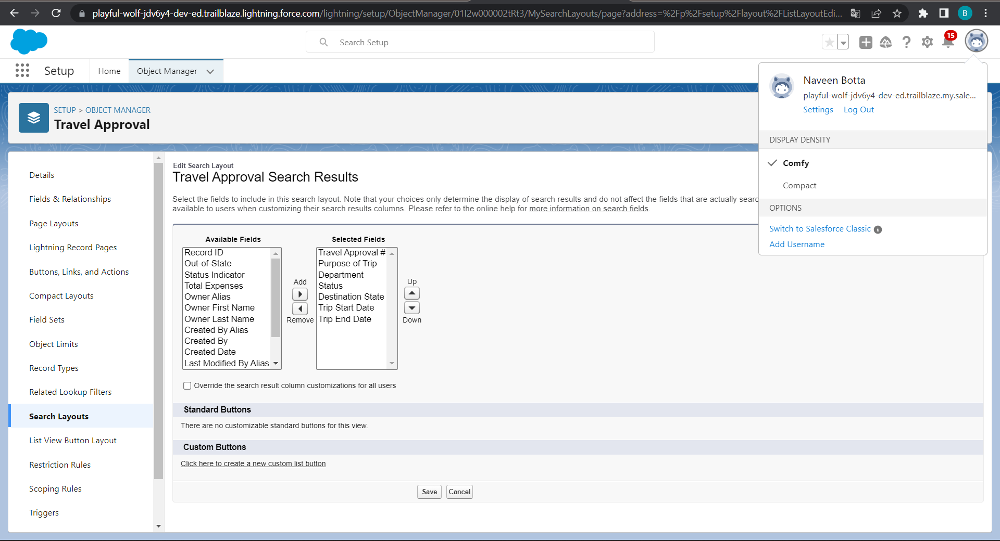 playful-wolf-jdv6y4-dev-ed.trailblaze.lightning.force.com/lightning/setup/ObjectManager/01I2w000002tRt3/MySearchLayouts/page?address=%2Fp%2Fsetup%2Flayout%2FListLayoutEdi...
B
Search Setup
15
Setup
Home
Object Manager
Naveen Botta
playful-wolf-jdv6y4-dev-ed.trailblaze.my.sale...
Settings
Log Out
DISPLAY DENSITY
Comfy
Compact
OPTIONS
Switch to Salesforce Classic
Add Username
SETUP > OBJECT MANAGER
Travel Approval
Details
Fields & Relationships
Page Layouts
Lightning Record Pages
Buttons, Links, and Actions
Compact Layouts
Field Sets
Object Limits
Record Types
Related Lookup Filters
Search Layouts
List View Button Layout
Restriction Rules
Scoping Rules
Triggers
Edit Search Layout
Travel Approval Search Results
Select the fields to include in this search layout. Note that your choices only determine the display of search results and do not affect the fields that are actually searc
available to users when customizing their search results columns. Please refer to the online help for more information on search fields.
Available Fields
Record ID
Out-of-State
Status Indicator
Total Expenses
Owner Alias
Owner First Name
Owner Last Name
Created By Alias
Created By
Created Date
Last Modified By Alias
Add
Remove
Selected Fields
Travel Approval #
Purpose of Trip
Department
Status
Destination State
Trip Start Date
Trip End Date
Up
Down
Override the search result column customizations for all users
Standard Buttons
There are no customizable standard buttons for this view.
Custom Buttons
Click here to create a new custom list button
Save
Cancel